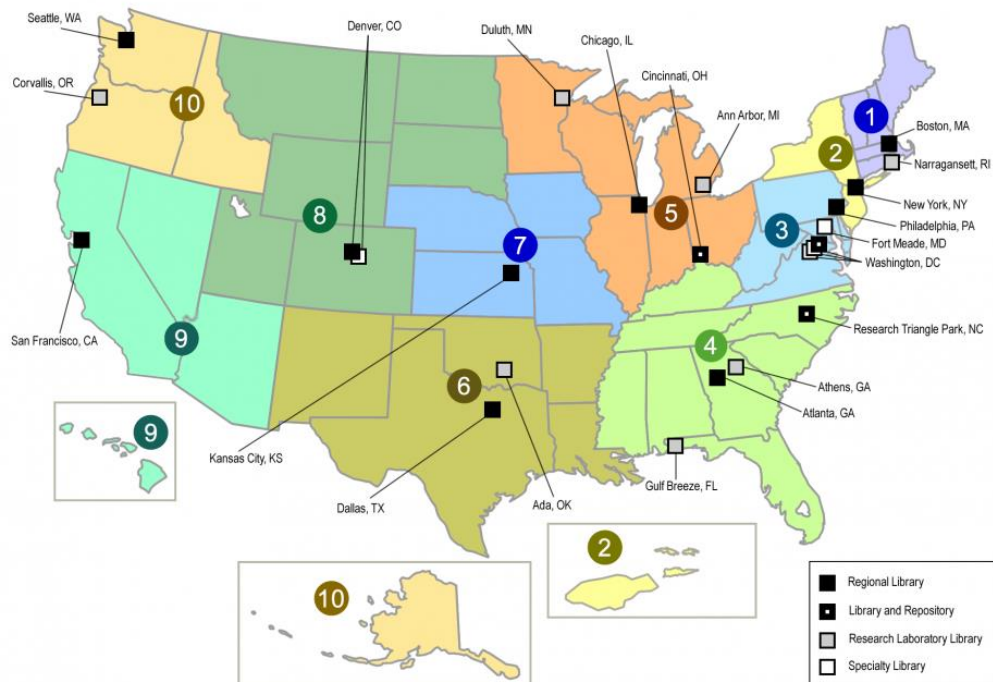 Seattle, WA
Denver, CO
Duluth, MN
Chicago, IL
Cincinnati, OH
Corvallis, OR
10
Ann Arbor, MI
1
Boston, MA
2
Narragansett, RI
New York, NY
8
5
Philadelphia, PA
7
3
Fort Meade, MD
Washington, DC
San Francisco, CA
9
4
Research Triangle Park, NC
6
Athens, GA
Atlanta, GA
9
Kansas City, KS
Dallas, TX
Ada, OK
Gulf Breeze, FL
2
10
Regional Library
Library and Repository
Research Laboratory Library
Specialty Library